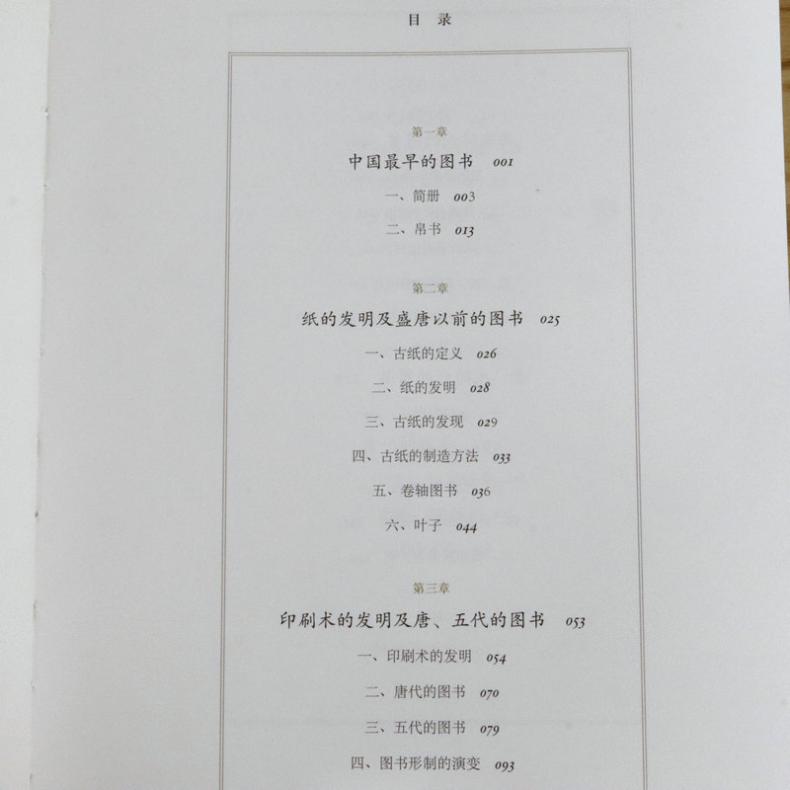 目 录
第一章
中国最早的图书 001
一、简册 003
二、帛书 013
第二章
纸的发明及盛唐以前的图书 025
一、古纸的定义 026
二、纸的发明 028
三、古纸的发现 029
四、古纸的制造方法 033
五、卷轴图书 036
六、叶子 044
第三章
印刷术的发明及唐、五代的图书 053
一、印刷术的发明 054
二、唐代的图书 070
三、五代的图书 079
四、图书形制的演变 093